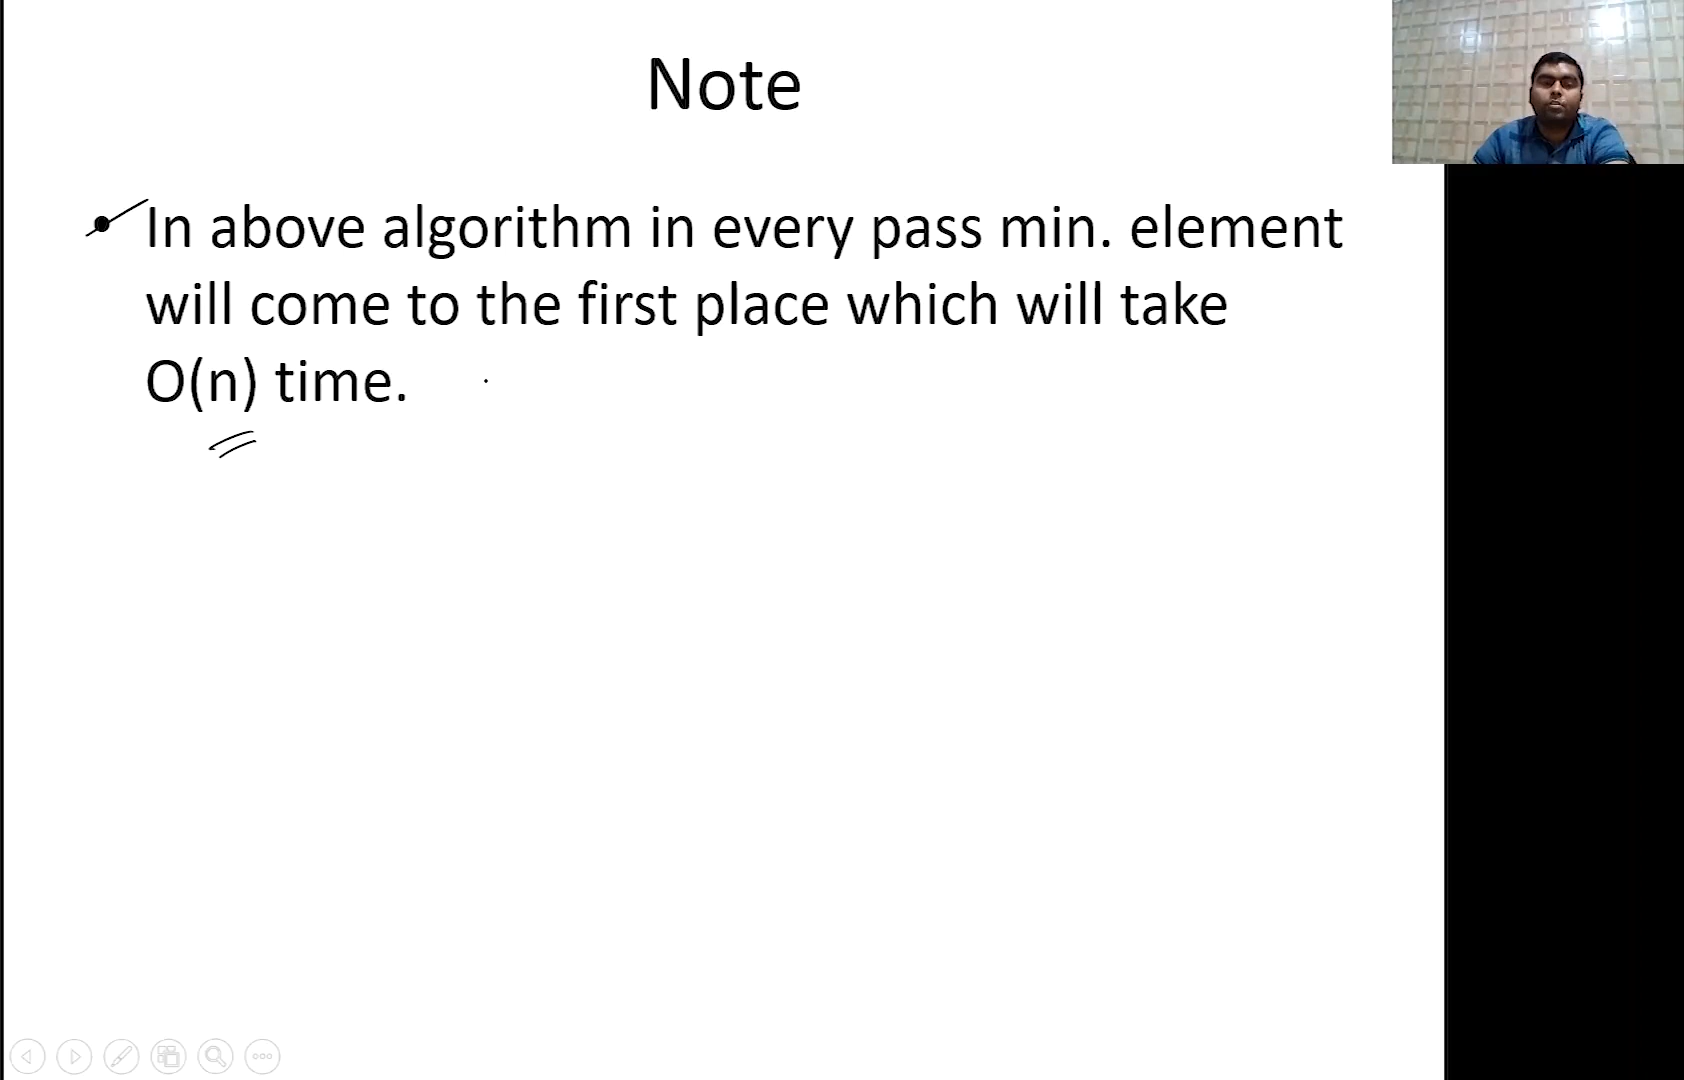 Note
• In above algorithm in every pass min. element
will come to the first place which will take
O(n) time.